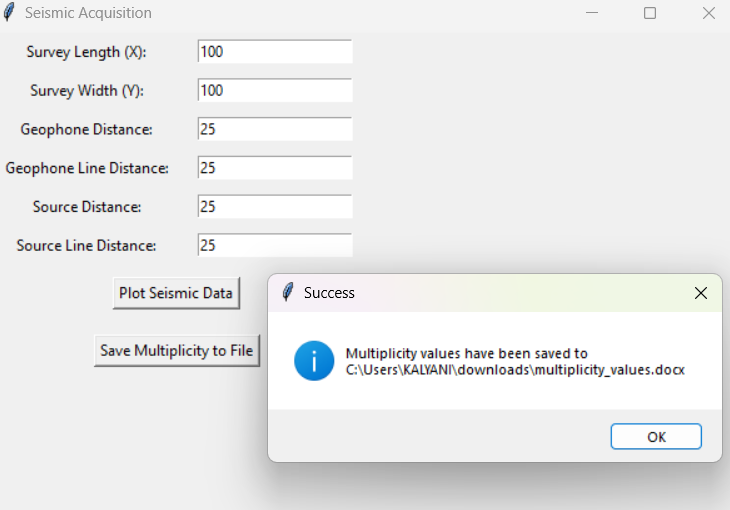 Seismic Acquisition
Survey Length (X): 100
Survey Width (Y): 100
Geophone Distance: 25
Geophone Line Distance: 25
Source Distance: 25
Source Line Distance: 25
Plot Seismic Data
Save Multiplicity to File
Success
Multiplicity values have been saved to
C:\Users\KALYANI\downloads\multiplicity_values.docx
OK